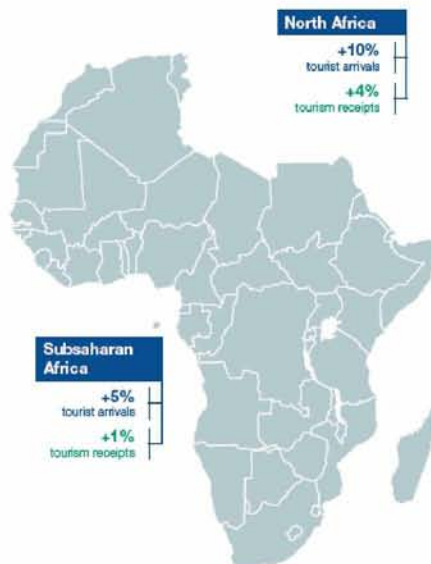 North Africa
+10%
tourist arrivals
+4%
tourism receipts
Subsaharan
Africa
+5%
tourist arrivals
+1%
tourism receipts